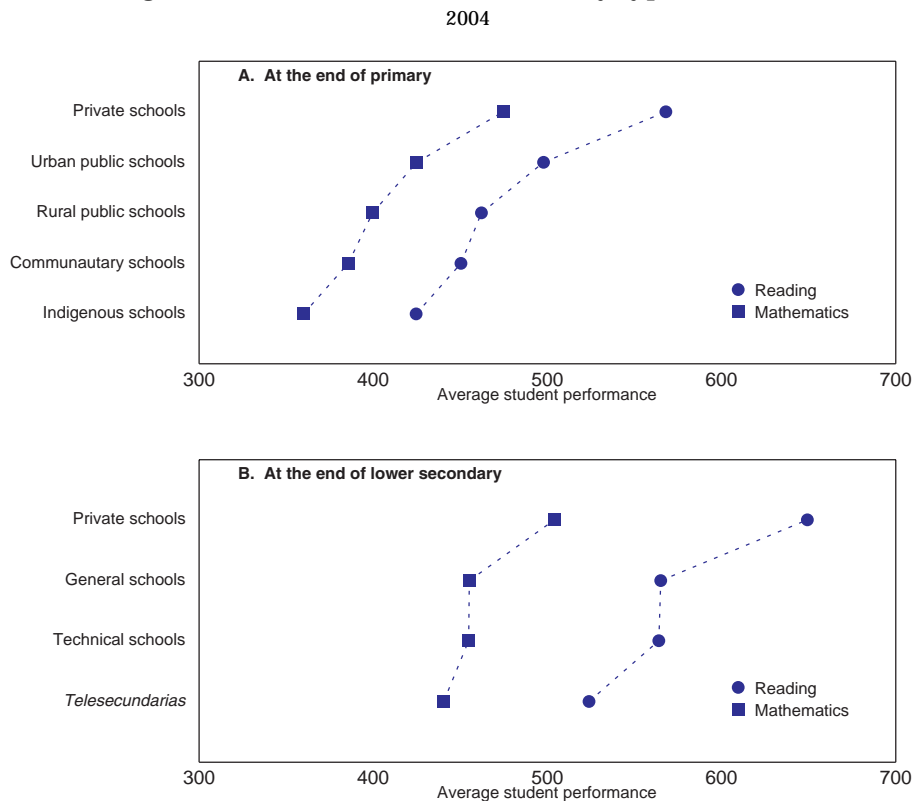 2004
A. At the end of primary
Private schools
Urban public schools
Rural public schools
Communautary schools
Indigenous schools
Reading
Mathematics
300 400 500 600 700
Average student performance
B. At the end of lower secondary
Private schools
General schools
Technical schools
Telesecundarias
Reading
Mathematics
300 400 500 600 700
Average student performance